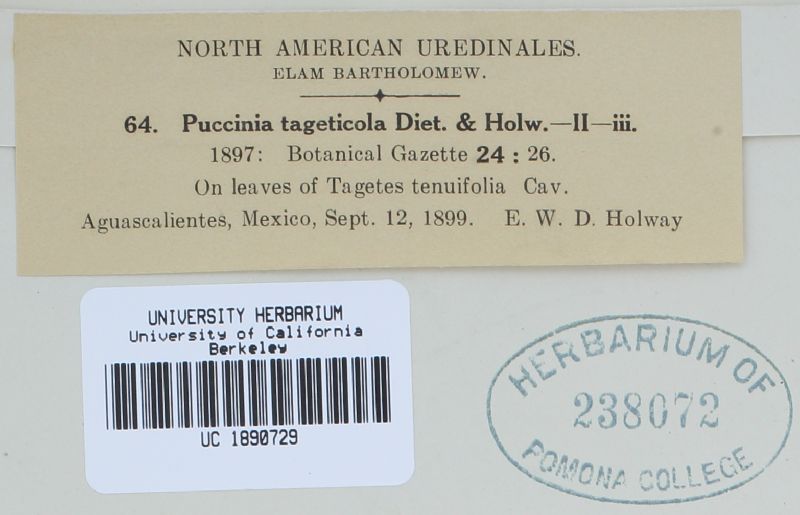 NORTH AMERICAN UREDINALES.
ELAM BARTHOLOMEW.
64. Puccinia tageticola Diet. & Holw.—II—iii.
1897: Botanical Gazette 24 : 26.
On leaves of Tagetes tenuifolia Cav.
Aguascalientes, Mexico, Sept. 12, 1899. E. W. D. Holway
UNIVERSITY HERBARIUM
University of California
Berkeley
UC 1890729
HERBARIUM OF
238072
POMONA COLLEGE